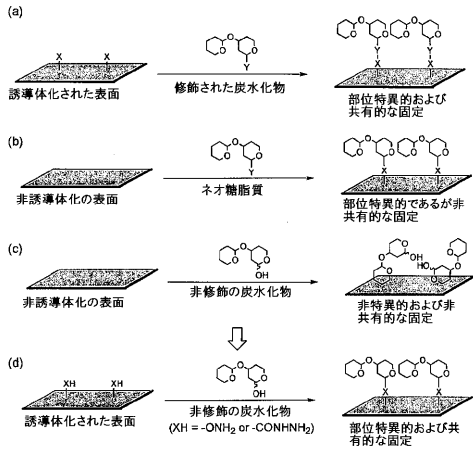 (a)
X X
誘導体化された表面
O O O
Y
修飾された炭水化物
O O O O O O
Y Y
X X
部位特異的および
共有的な固定
(b)
非誘導体化の表面
O O O
Y
ネオ糖脂質
O O O O O O
X X
部位特異的であるが非
共有的な固定
(c)
非誘導体化の表面
O O O
OH
非修飾の炭水化物
O O OH O HO O O
非特異的および非
共有的な固定
(d)
XH XH
誘導体化された表面
O O O
OH
非修飾の炭水化物
(XH = -ONH2 or -CONHNH2)
O O O O O O
X X
部位特異的および共
有的な固定